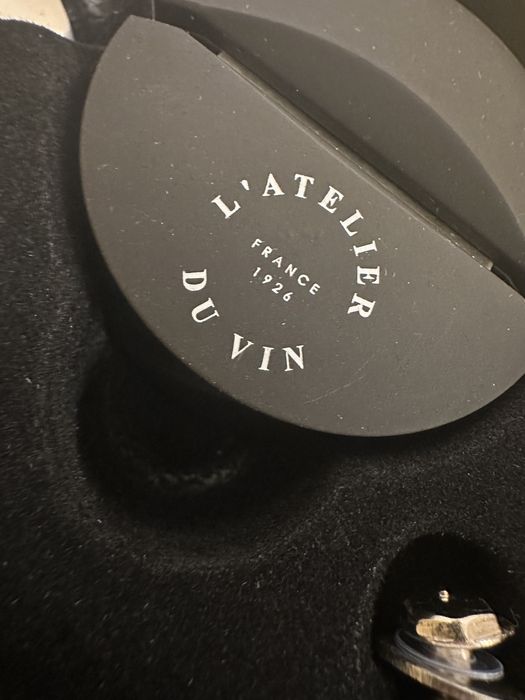 L'ATELIER
FRANCE
1926
DU VIN